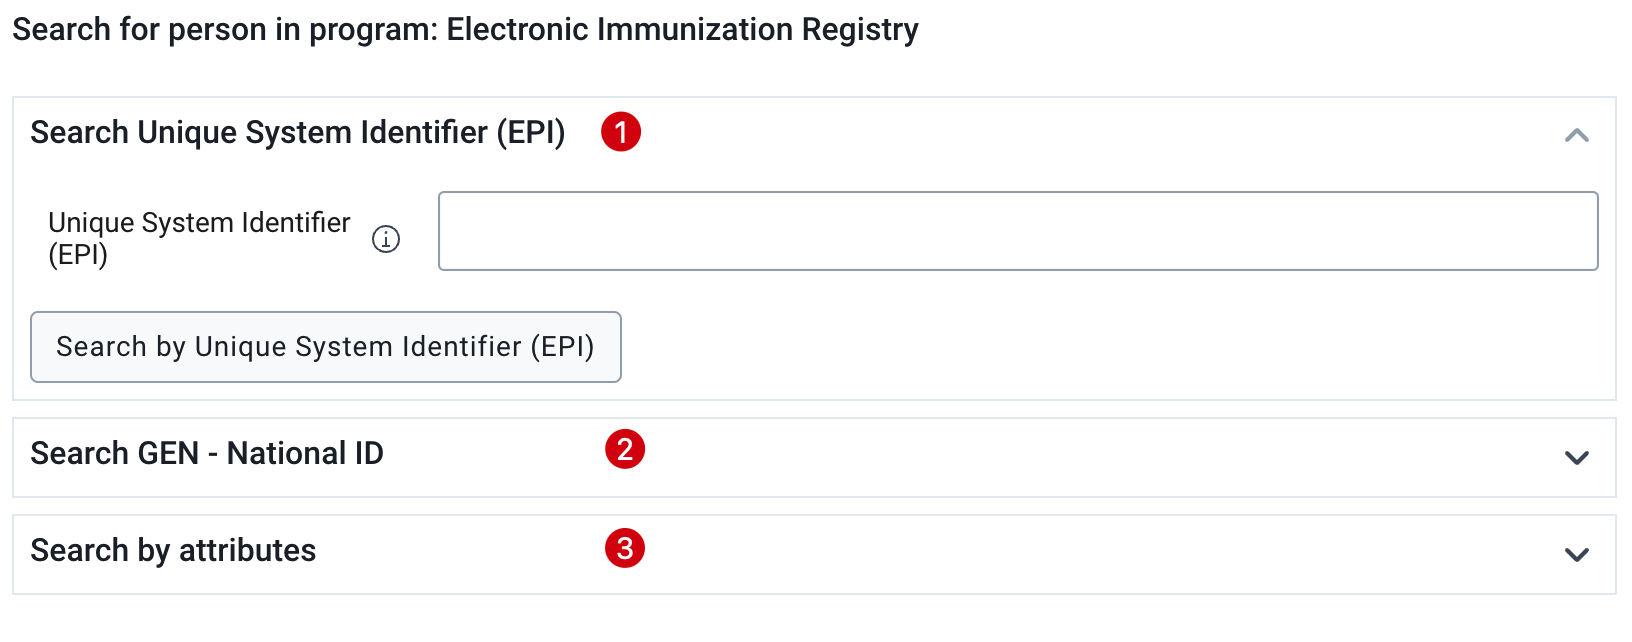 Search for person in program: Electronic Immunization Registry
Search Unique System Identifier (EPI) 1
Unique System Identifier
(EPI)
Search by Unique System Identifier (EPI)
Search GEN - National ID 2
Search by attributes 3